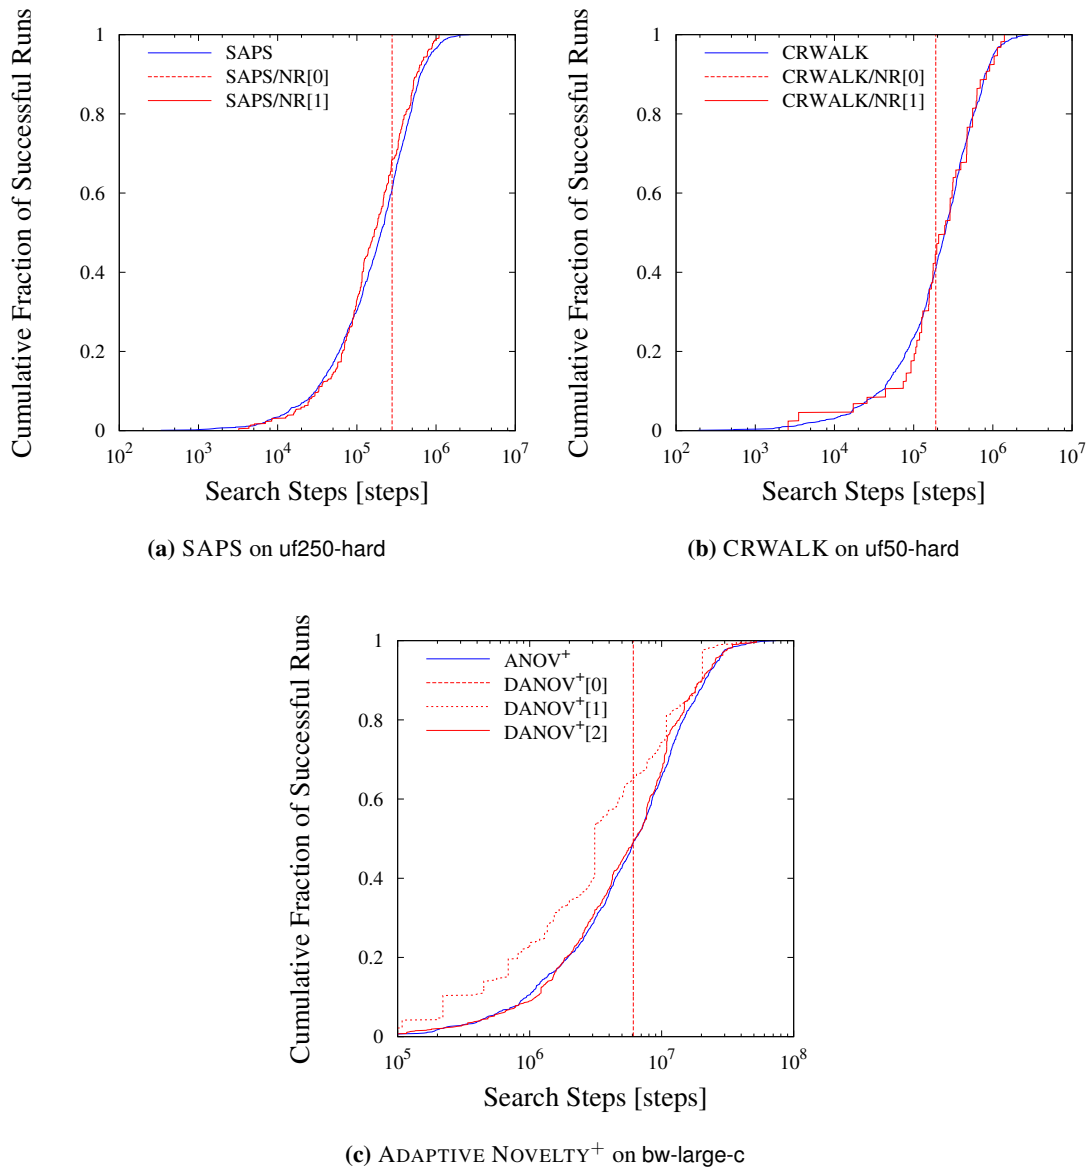 Cumulative Fraction of Successful Runs
1
0.8
0.6
0.4
0.2
0
SAPS
SAPS/NR[0]
SAPS/NR[1]
10^2 10^3 10^4 10^5 10^6 10^7
Search Steps [steps]
(a) SAPS on uf250-hard
Cumulative Fraction of Successful Runs
1
0.8
0.6
0.4
0.2
0
CRWALK
CRWALK/NR[0]
CRWALK/NR[1]
10^2 10^3 10^4 10^5 10^6 10^7
Search Steps [steps]
(b) CRWALK on uf50-hard
Cumulative Fraction of Successful Runs
1
0.8
0.6
0.4
0.2
0
ANOV^+
DANOV^+[0]
DANOV^+[1]
DANOV^+[2]
10^5 10^6 10^7 10^8
Search Steps [steps]
(c) ADAPTIVE NOVELTY^+ on bw-large-c